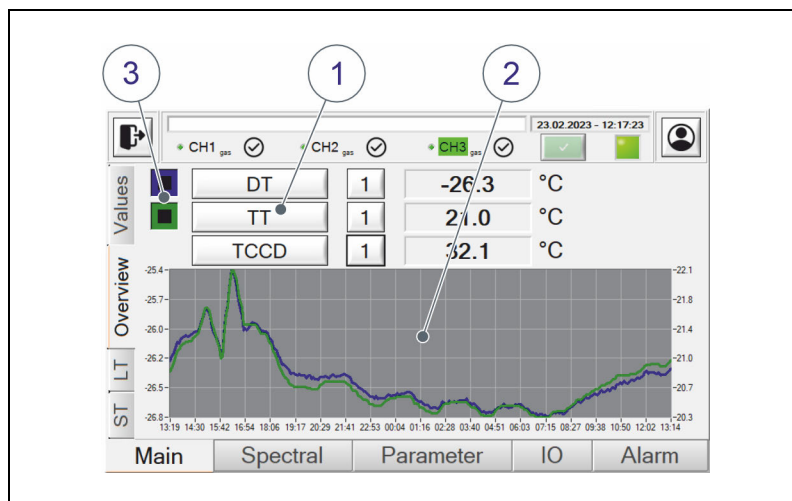 3 1 2
23.02.2023 - 12:17:23
CH1 gas CH2 gas CH3 gas
Values
Overview
LT
ST
DT 1 -26.3 °C
TT 1 21.0 °C
TCCD 1 32.1 °C
-25.4 22.1
-25.7 21.8
-26.0 21.4
-26.2 21.0
-26.5 20.7
-26.8 20.3
13:19 14:30 15:42 16:54 18:06 19:17 20:29 21:41 22:53 00:04 01:16 02:28 03:40 04:51 06:03 07:15 08:27 09:38 10:50 12:02 13:14
Main Spectral Parameter IO Alarm